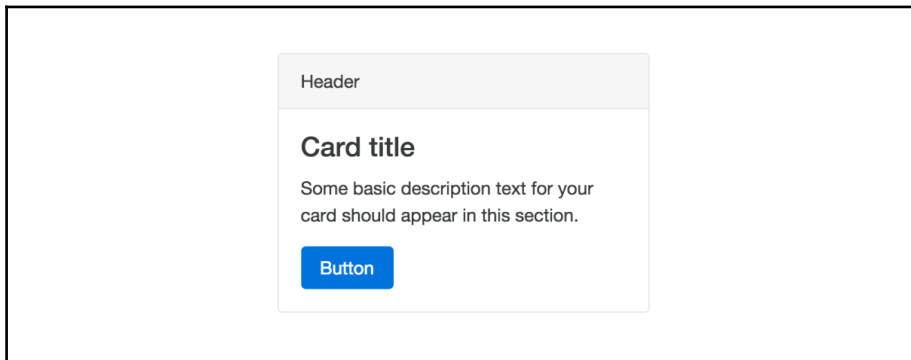 Header
Card title
Some basic description text for your
card should appear in this section.
Button